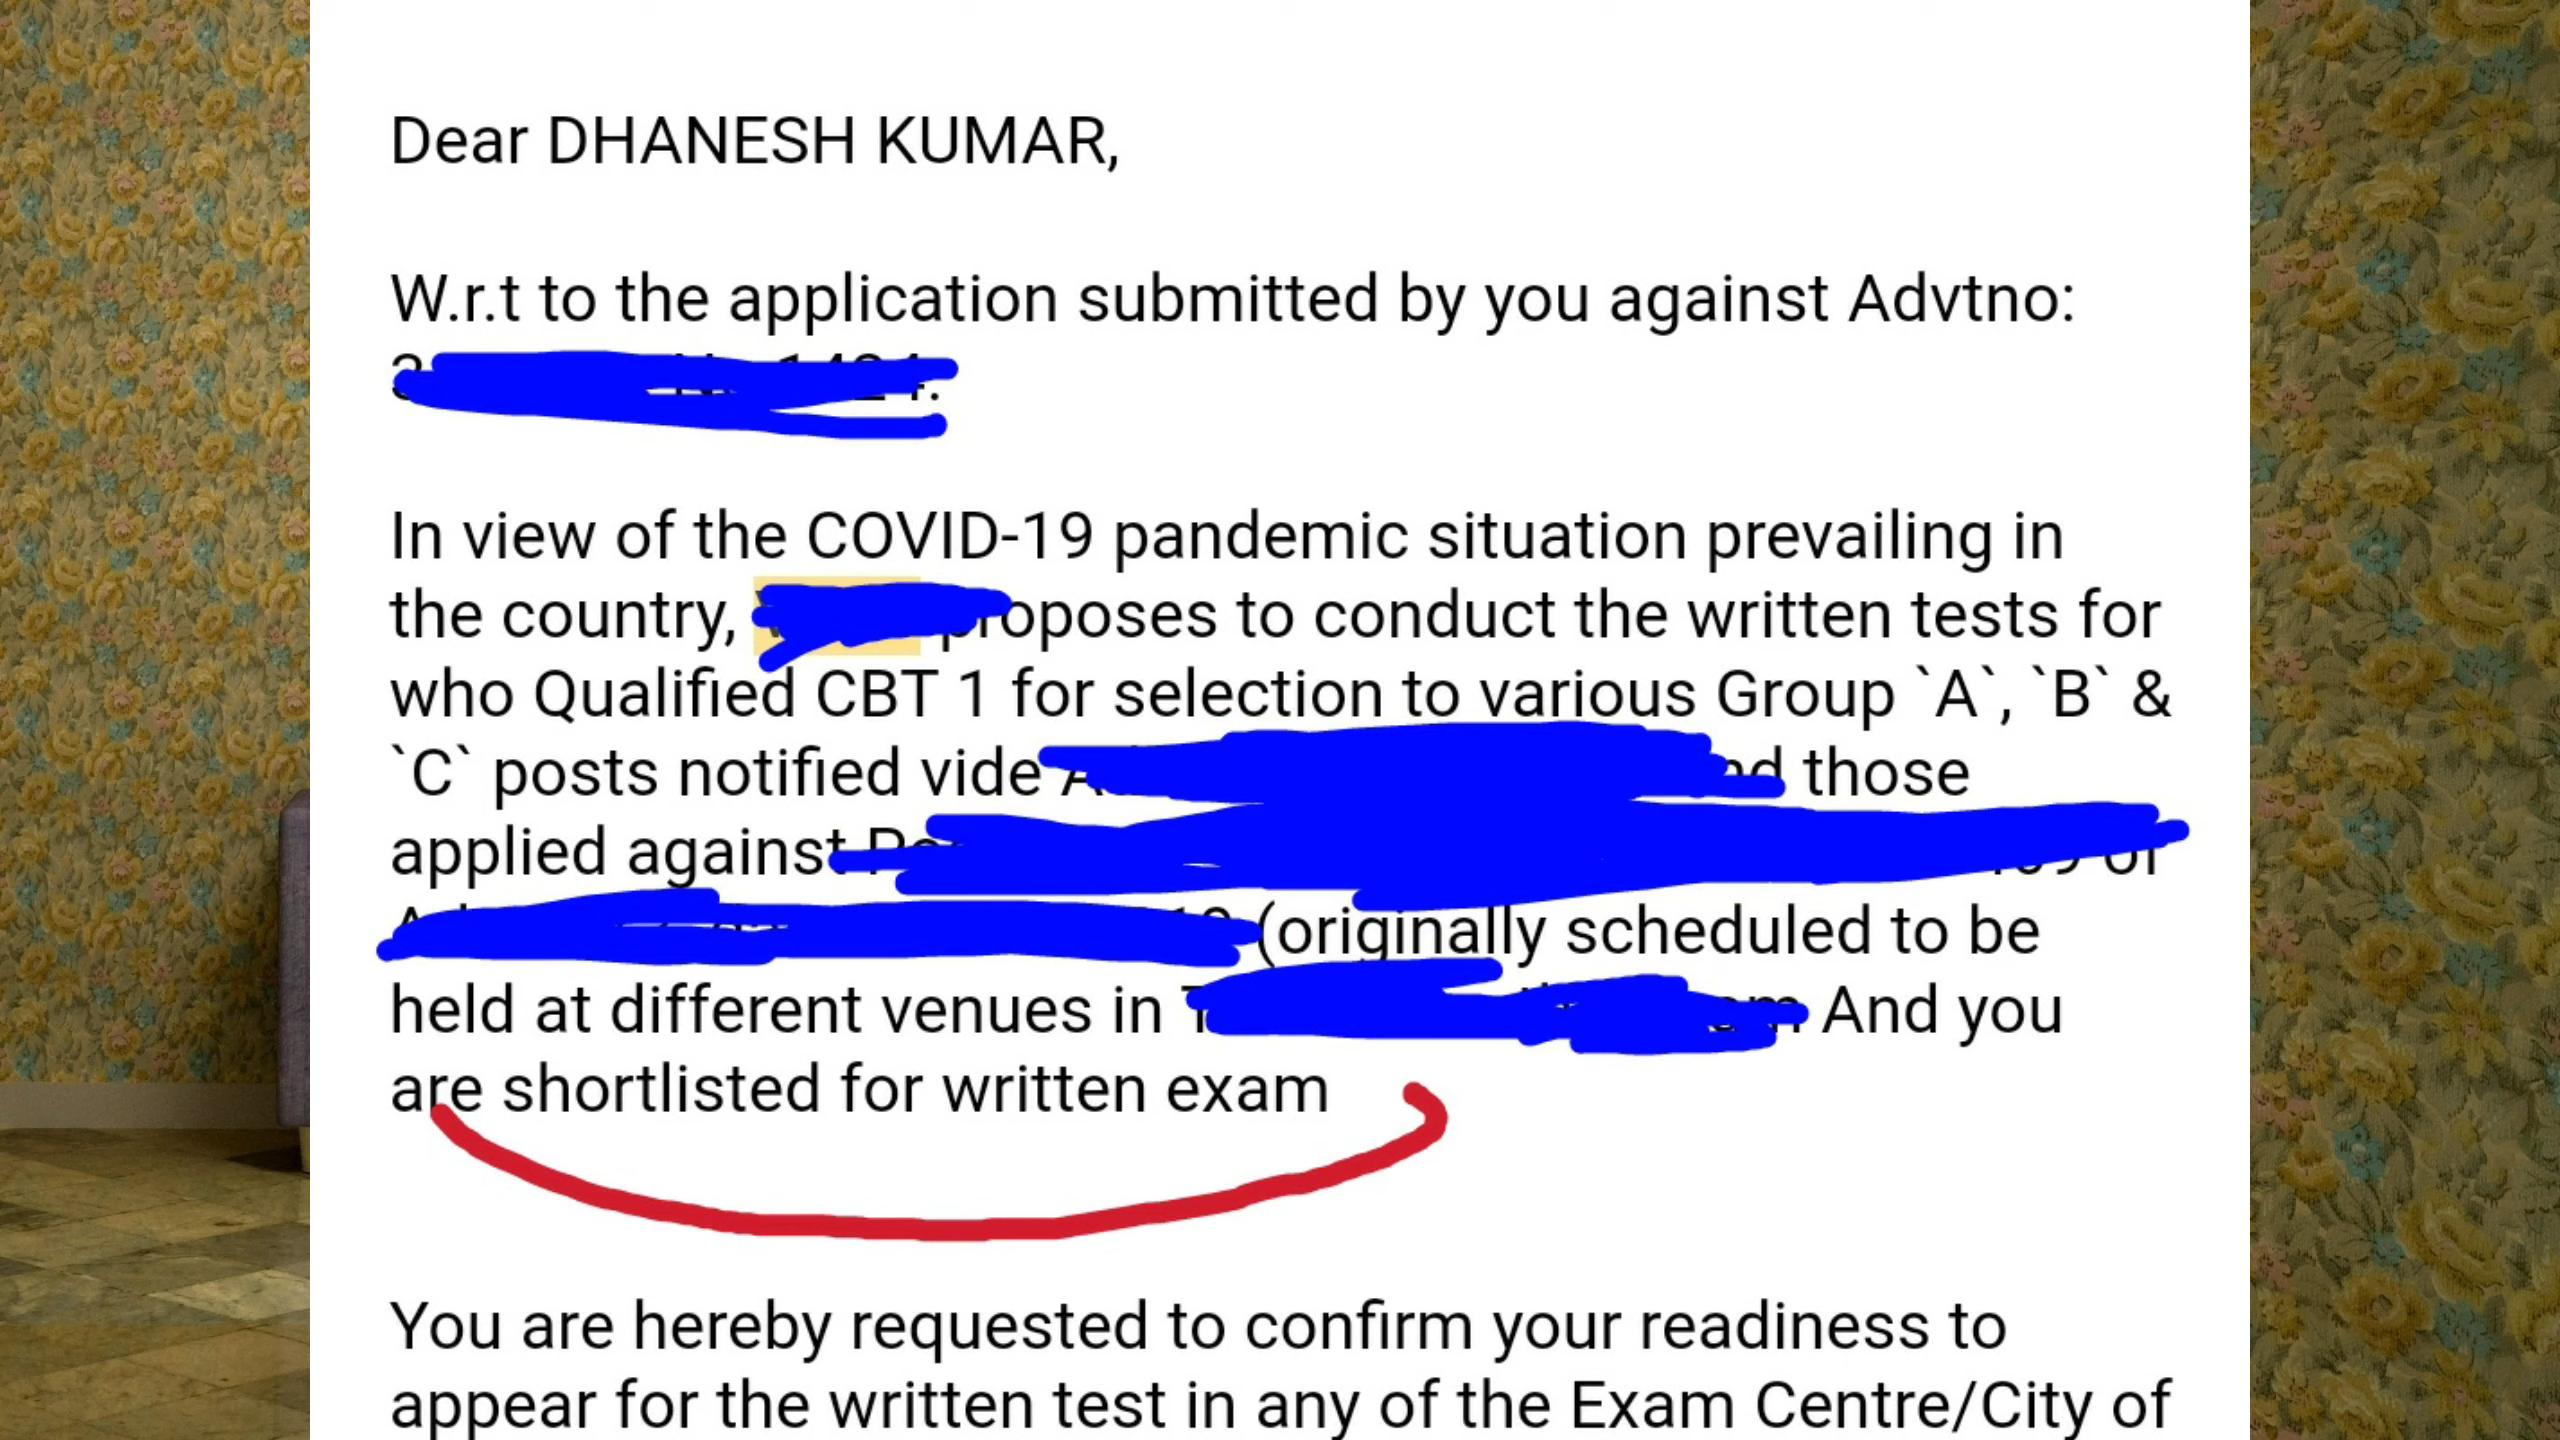 Dear DHANESH KUMAR,
W.r.t to the application submitted by you against Advtno:
In view of the COVID-19 pandemic situation prevailing in
the country, proposes to conduct the written tests for
who Qualified CBT 1 for selection to various Group `A`, `B` &
`C` posts notified vide those
applied against
(originally scheduled to be
held at different venues in And you
are shortlisted for written exam
You are hereby requested to confirm your readiness to
appear for the written test in any of the Exam Centre/City of